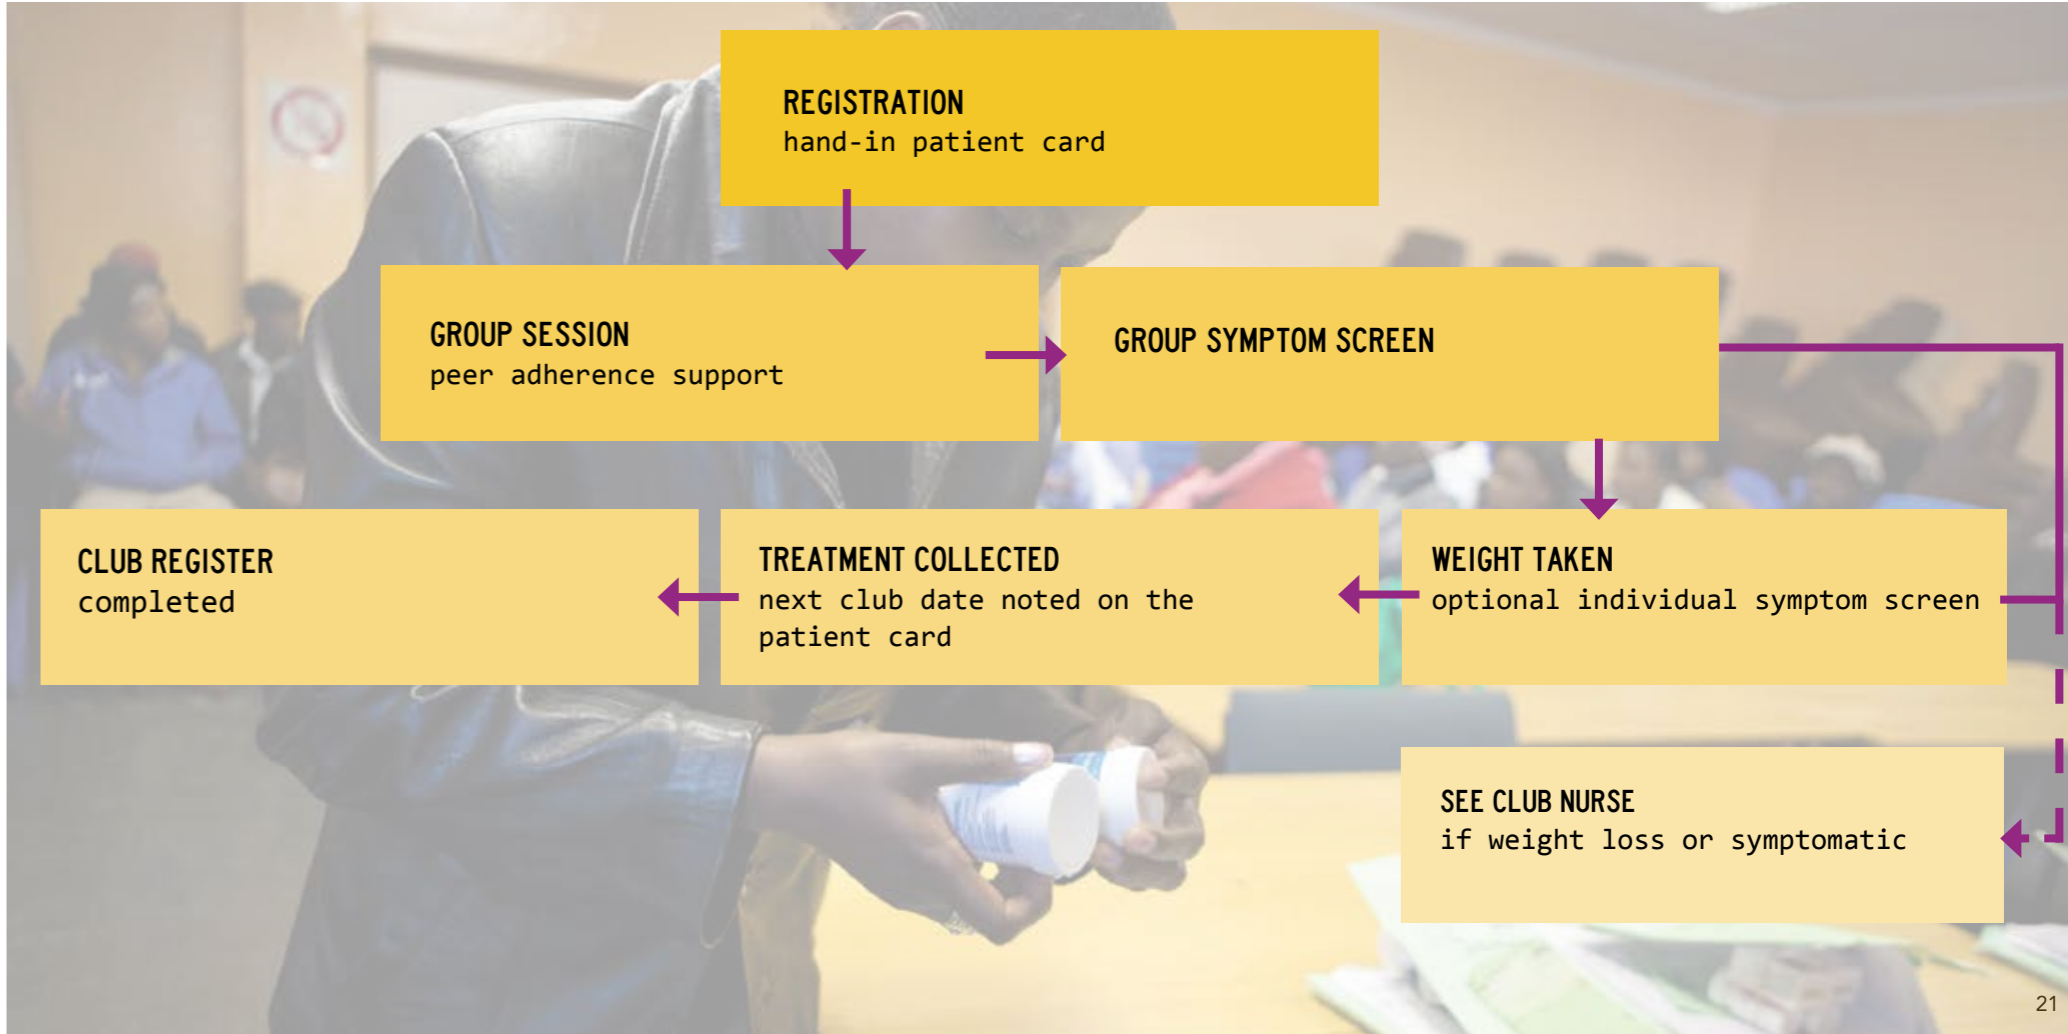 REGISTRATION
hand-in patient card
GROUP SESSION
peer adherence support
GROUP SYMPTOM SCREEN
CLUB REGISTER
completed
TREATMENT COLLECTED
next club date noted on the
patient card
WEIGHT TAKEN
optional individual symptom screen
SEE CLUB NURSE
if weight loss or symptomatic
21